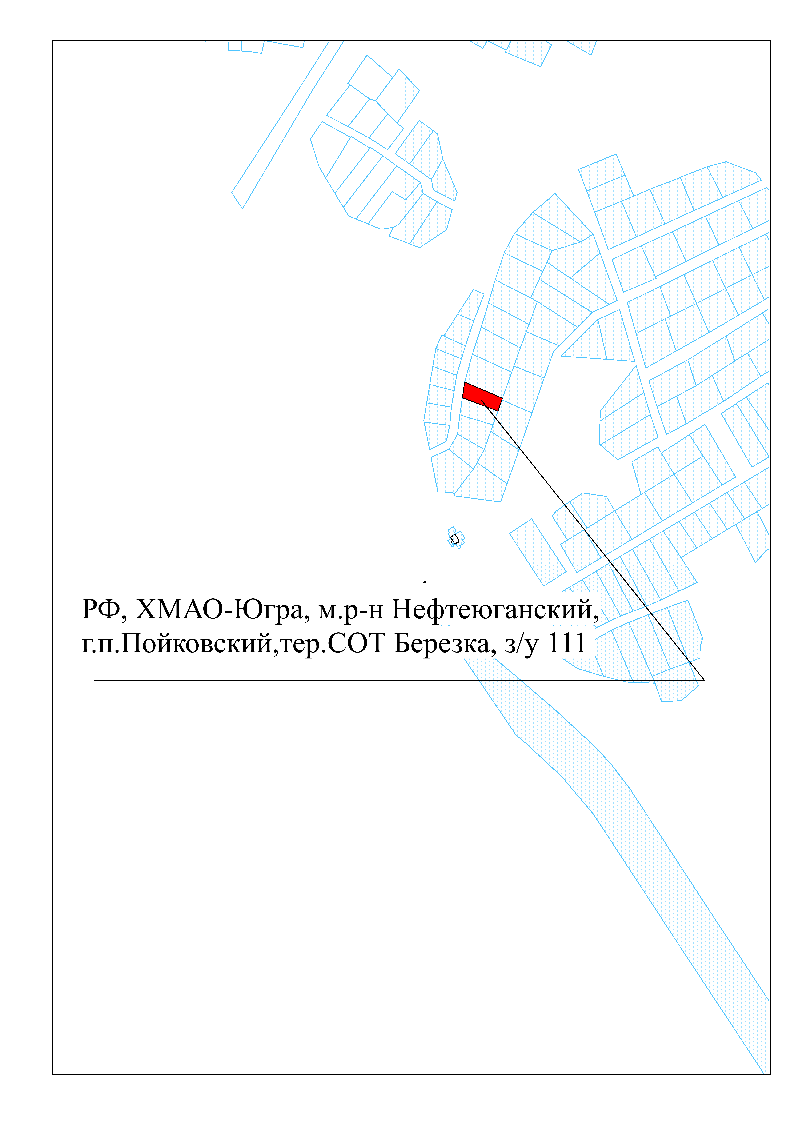 РФ, ХМАО-Югра, м.р-н Нефтеюганский,
г.п.Пойковский,тер.СОТ Березка, з/у 111